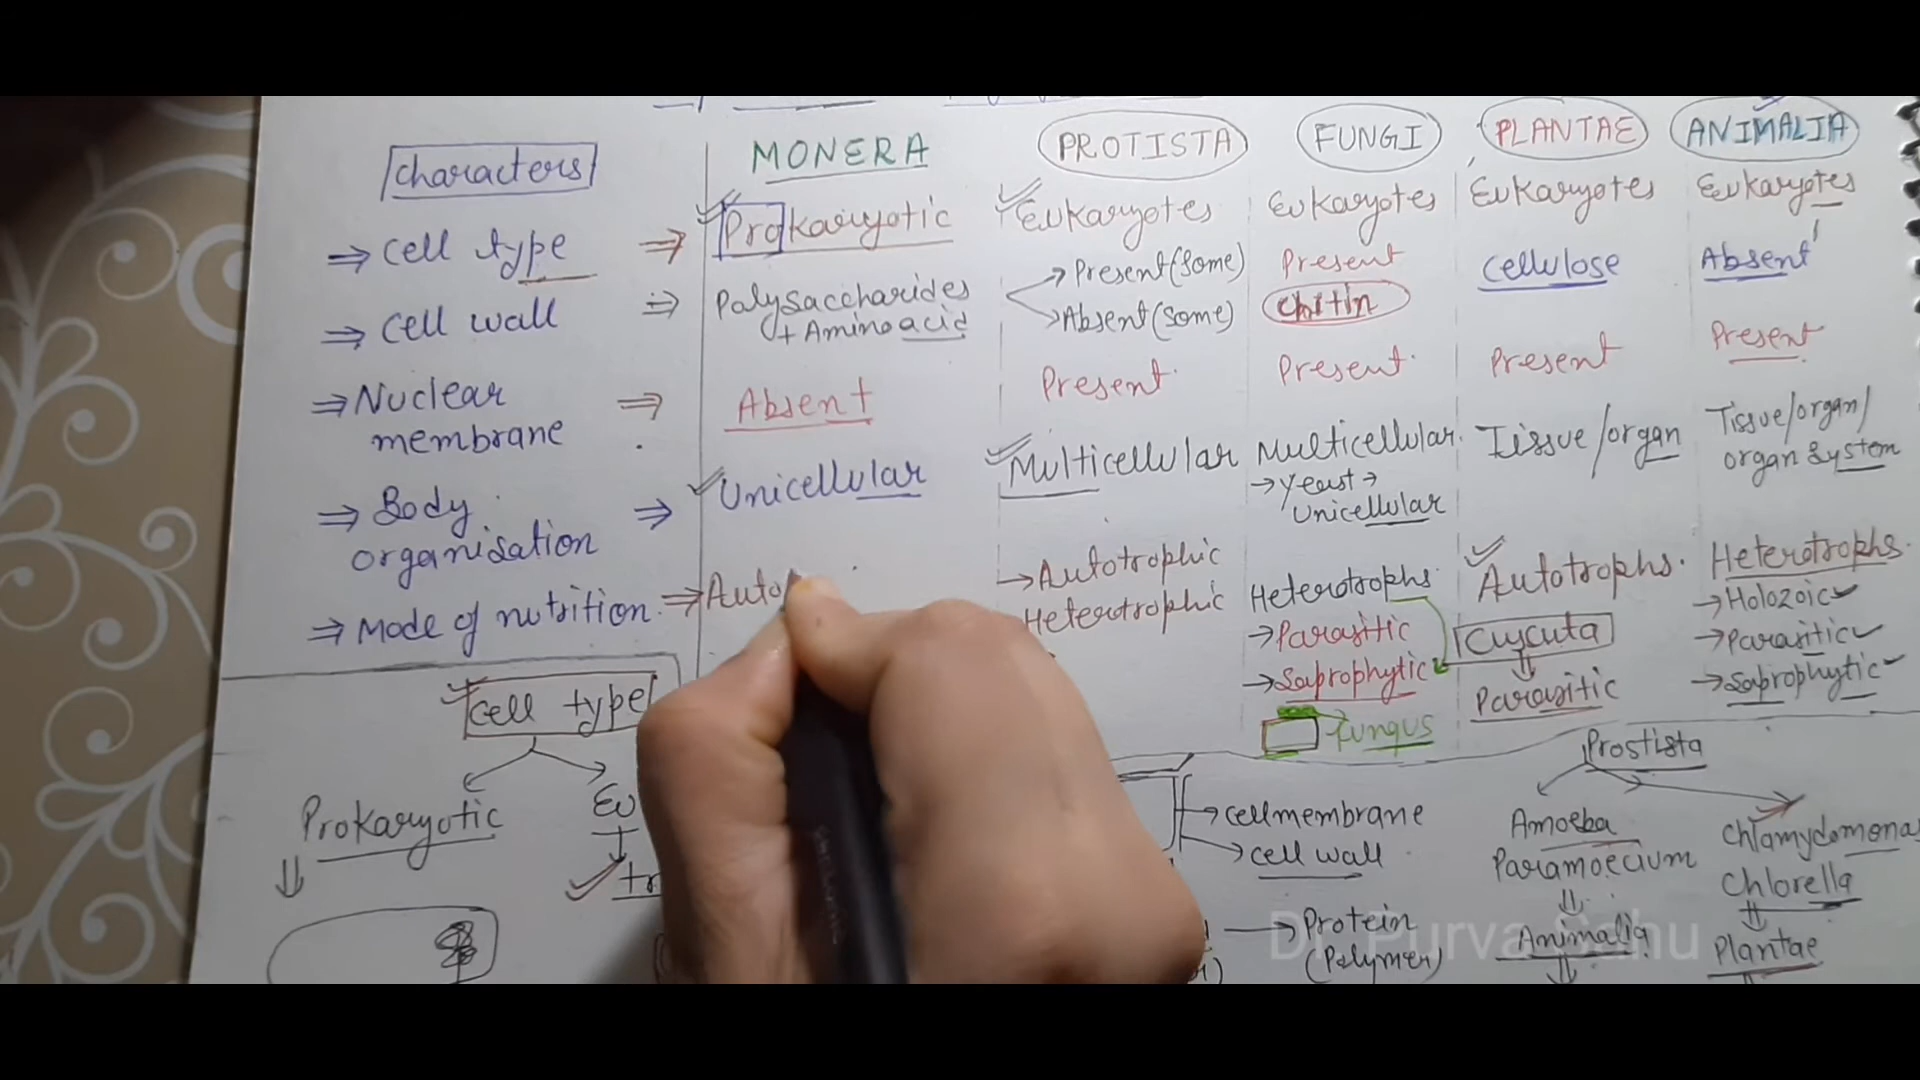 characters
MONERA
PROTISTA
FUNGI
PLANTAE
ANIMALIA
⇒ cell type ⇒
Prokaryotic
Eukaryotes
Eukaryotes
Eukaryotes
Eukaryotes
⇒ cell wall ⇒
Polysaccharides
+ Amino acid
→ Present (some)
→ Absent (some)
Present
Chitin
Cellulose
Absent
⇒ Nuclear
membrane ⇒
Absent
Present
Present
Present
Present
⇒ Body
organisation ⇒
Unicellular
Multicellular
Multicellular.
→ Yeast →
Unicellular
Tissue/organ
Tissue/organ/
organ system
⇒ Mode of nutrition. ⇒
Auto
→ Autotrophic
Heterotrophic
Heterotrophs.
→ Parasitic
→ Saprophytic
fungus
Autotrophs.
Cuscuta
Parasitic
Heterotrophs.
→ Holozoic
→ Parasitic
→ Saprophytic
cell type
Prokaryotic
Eu
cellmembrane
cell wall
→ Protein
(Polymer)
Prostista
Amoeba
Paramoecium
Animalia
Chlamydomonas
Chlorella
Plantae
Dr. Purva Sahu